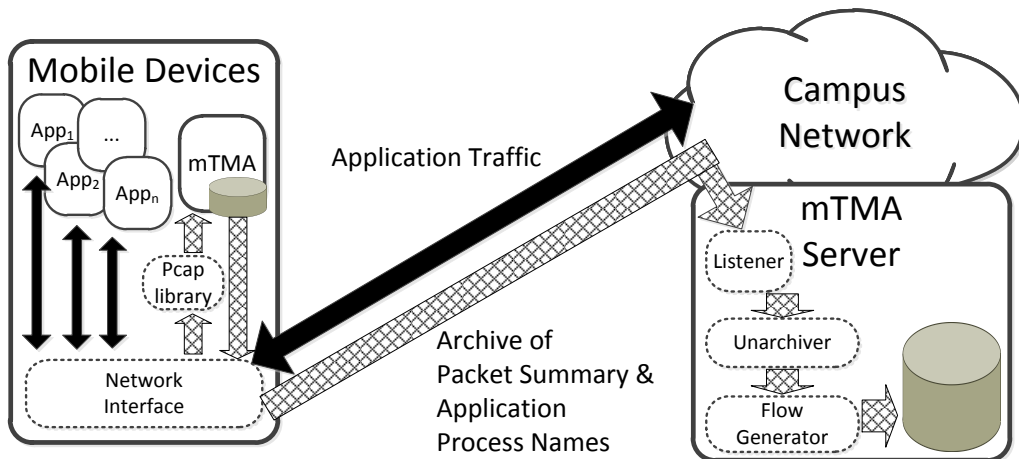 Mobile Devices
App1
...
App2
Appn
mTMA
Pcap
library
Network
Interface
Application Traffic
Archive of
Packet Summary &
Application
Process Names
Campus
Network
mTMA
Server
Listener
Unarchiver
Flow
Generator